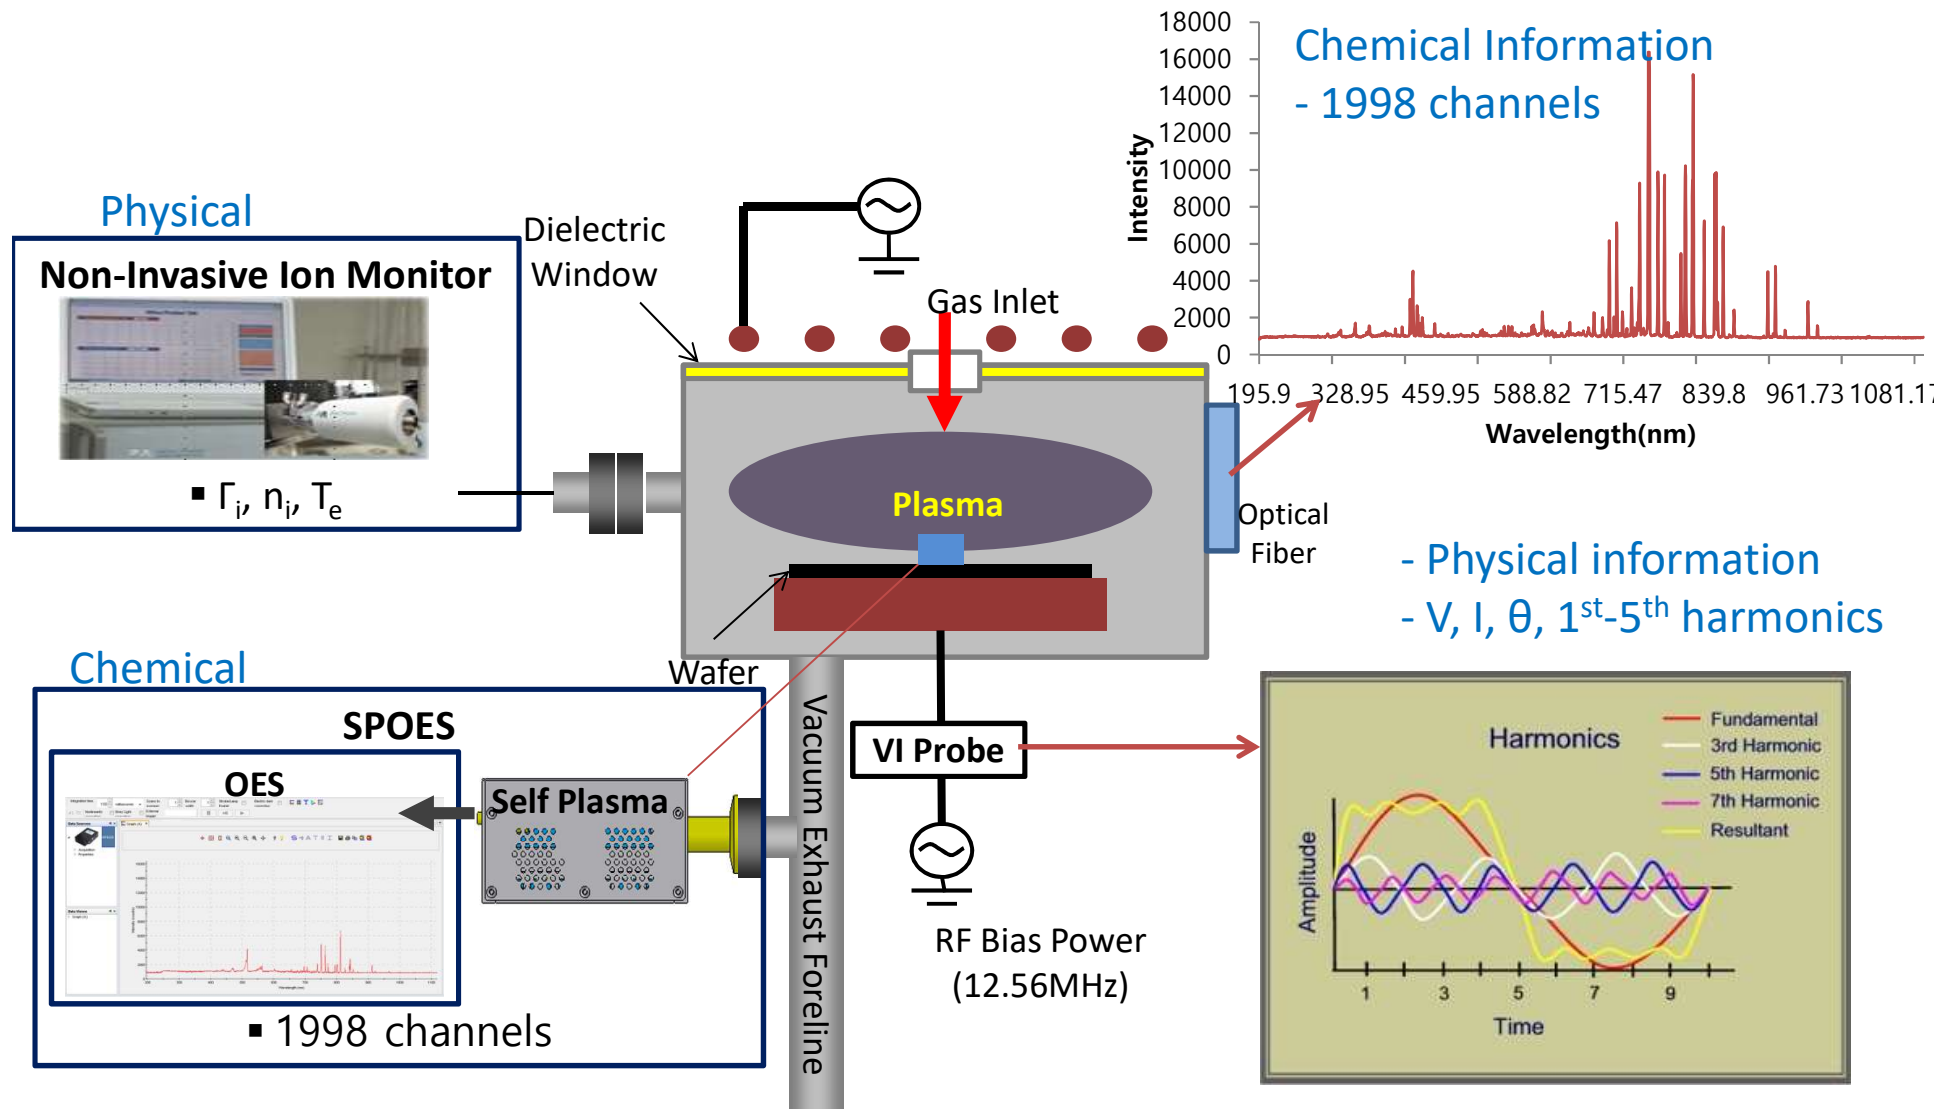 Physical
Non-Invasive Ion Monitor
▪ Γi, ni, Te
Dielectric
Window
Gas Inlet
Plasma
Optical
Fiber
Wafer
Vacuum Exhaust Foreline
VI Probe
RF Bias Power
(12.56MHz)
Chemical
SPOES
OES
Self Plasma
▪ 1998 channels
Chemical Information
- 1998 channels
Intensity
18000
16000
14000
12000
10000
8000
6000
4000
2000
0
195.9 328.95 459.95 588.82 715.47 839.8 961.73 1081.17
Wavelength(nm)
- Physical information
- V, I, θ, 1st-5th harmonics
Harmonics
Fundamental
3rd Harmonic
5th Harmonic
7th Harmonic
Resultant
Amplitude
1 3 5 7 9
Time